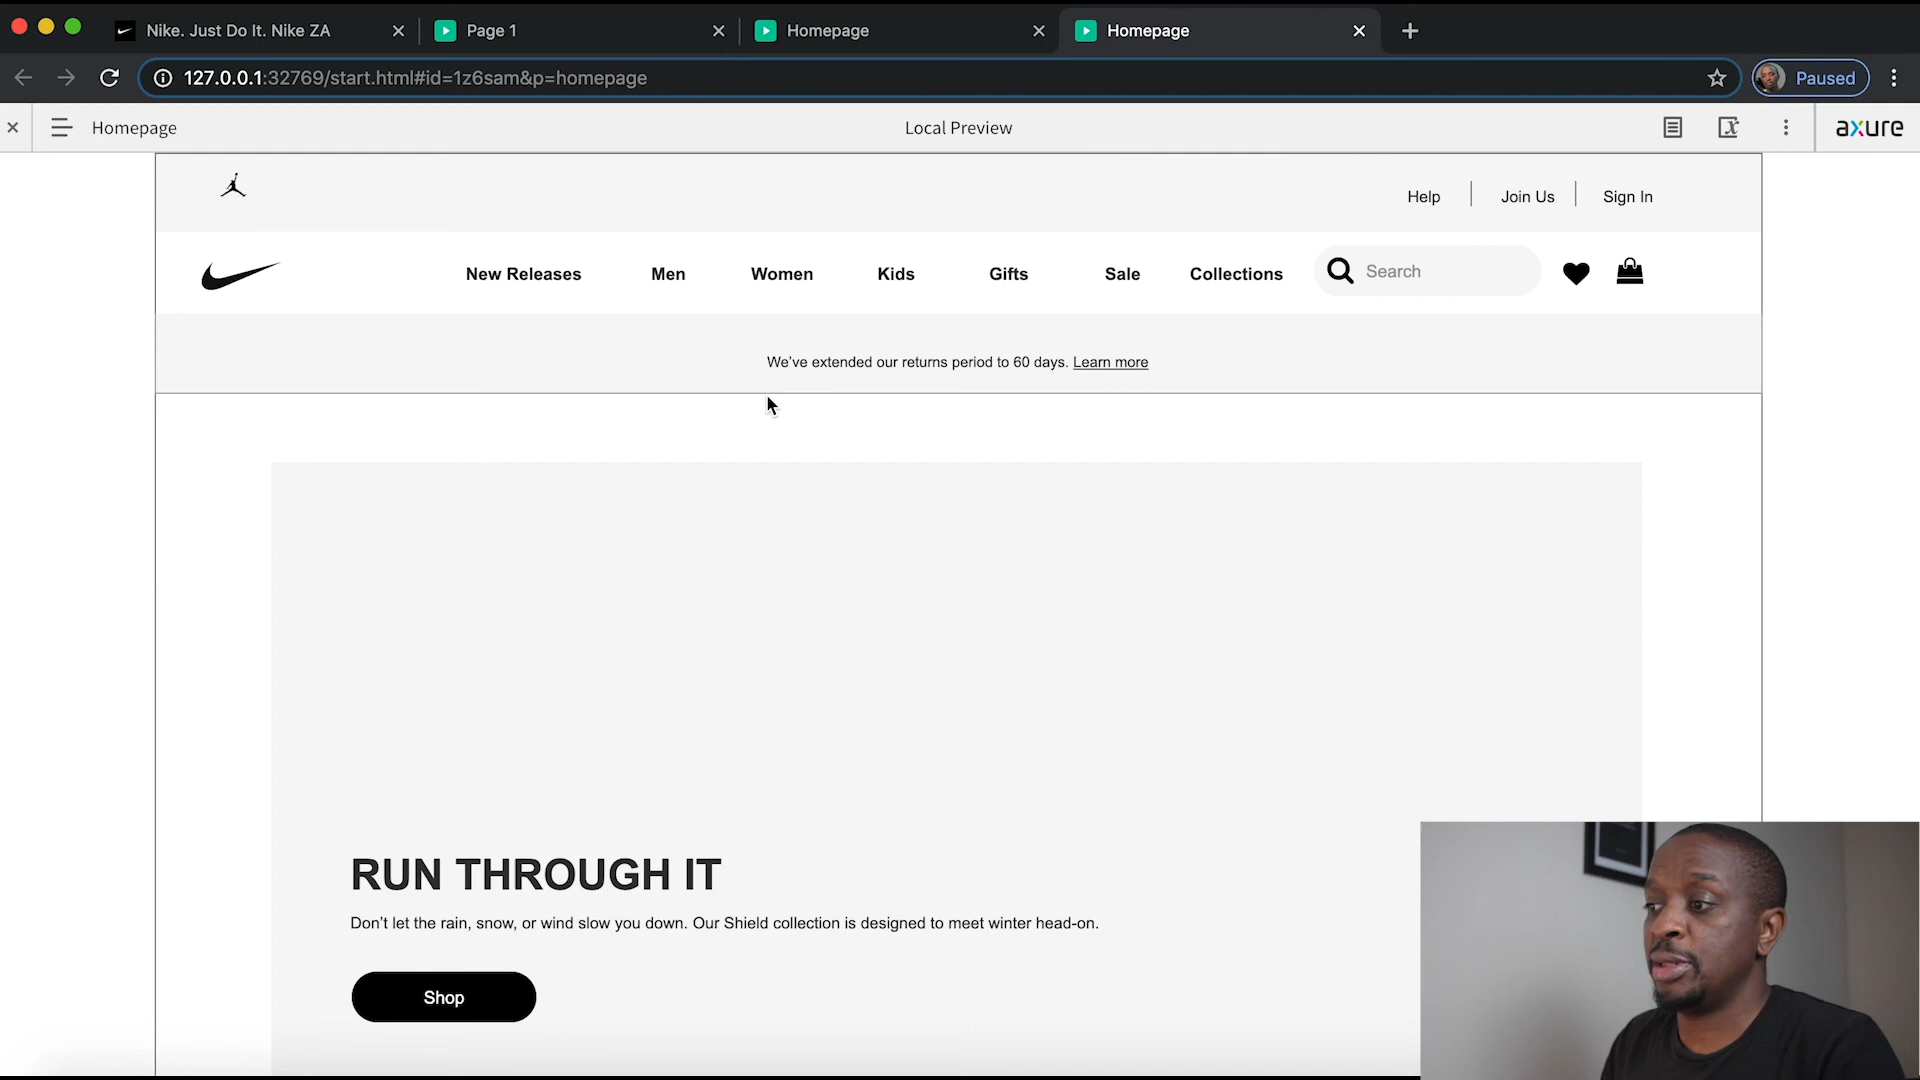 Nike. Just Do It. Nike ZA
Page 1
Homepage
Homepage
127.0.0.1:32769/start.html#id=1z6sam&p=homepage
Paused
Homepage
Local Preview
axure
Help
Join Us
Sign In
New Releases
Men
Women
Kids
Gifts
Sale
Collections
Search
We've extended our returns period to 60 days. Learn more
RUN THROUGH IT
Don't let the rain, snow, or wind slow you down. Our Shield collection is designed to meet winter head-on.
Shop